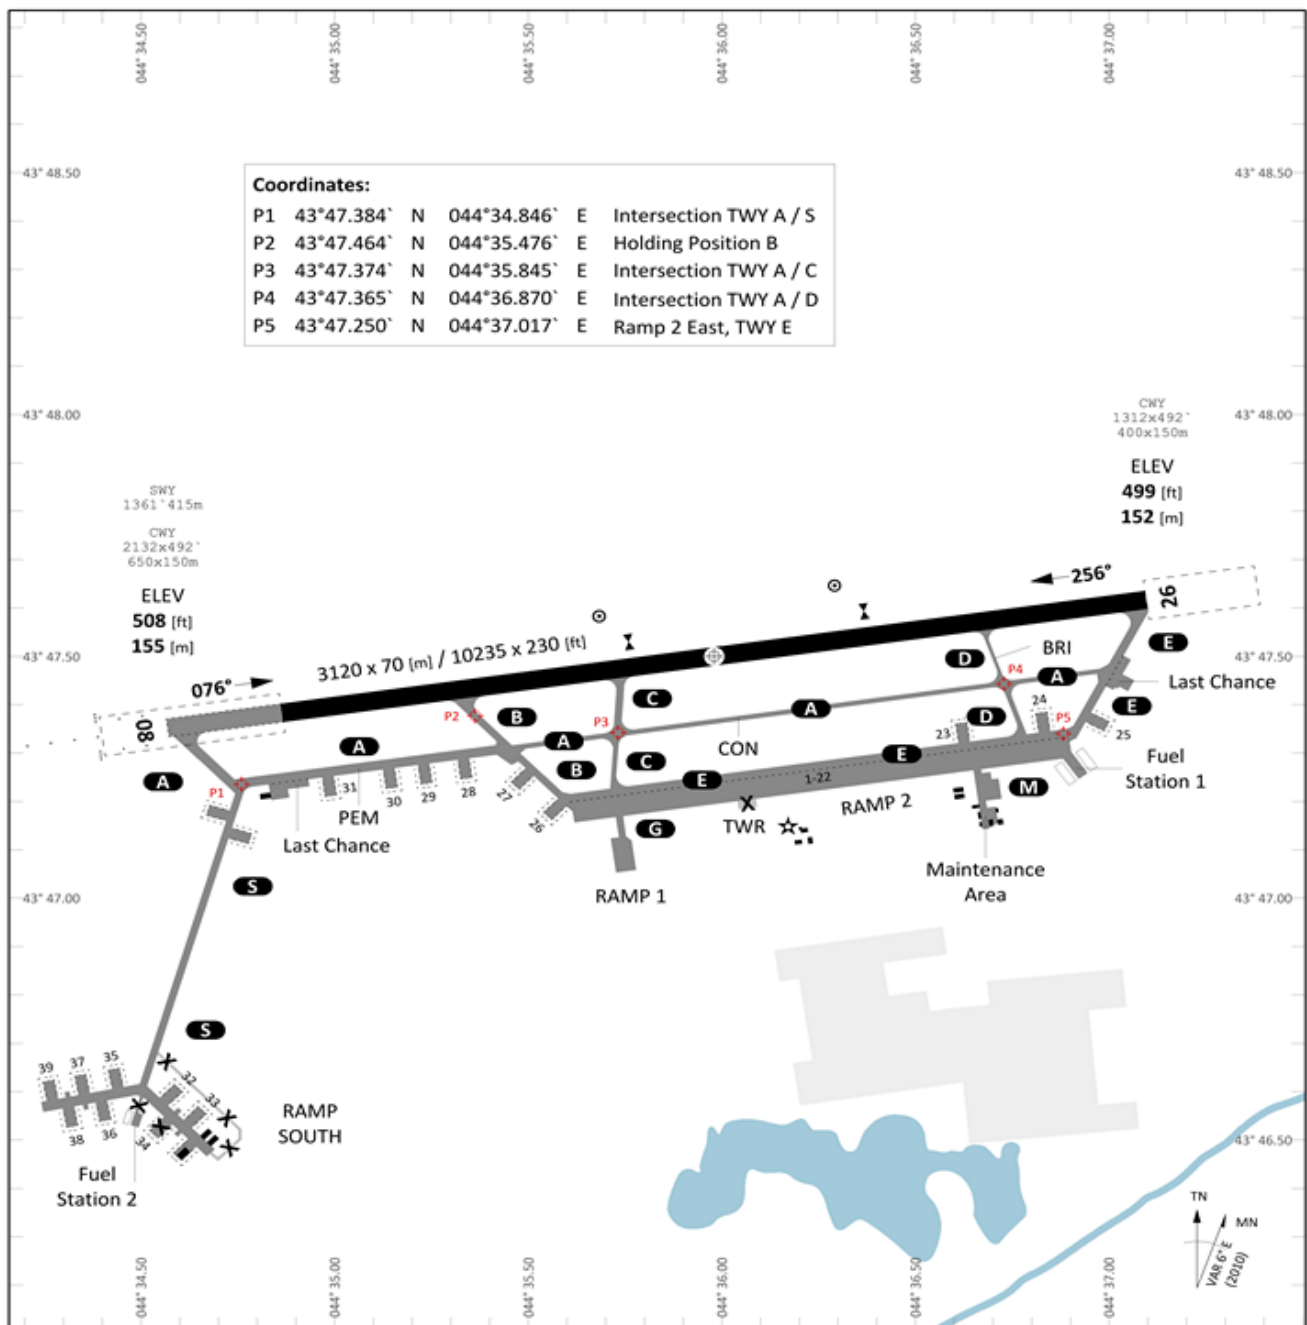 044° 34.50
044° 35.00
044° 35.50
044° 36.00
044° 36.50
044° 37.00
43° 48.50
43° 48.50
Coordinates:
P1 43°47.384` N 044°34.846` E Intersection TWY A / S
P2 43°47.464` N 044°35.476` E Holding Position B
P3 43°47.374` N 044°35.845` E Intersection TWY A / C
P4 43°47.365` N 044°36.870` E Intersection TWY A / D
P5 43°47.250` N 044°37.017` E Ramp 2 East, TWY E
43° 48.00
43° 48.00
CWY
1312x492`
400x150m
ELEV
499 [ft]
152 [m]
SWY
1361`415m
CWY
2132x492`
650x150m
ELEV
508 [ft]
155 [m]
256°
26
076°
3120 x 70 [m] / 10235 x 230 [ft]
08
43° 47.50
43° 47.50
E
BRI
D
P4
A
Last Chance
C
A
P2
B
P3
D
24
P5
E
25
23
A
A
CON
A
P1
B
C
E
E
1-22
M
Fuel
Station 1
31
30
29
28
27
26
PEM
Last Chance
G
TWR
RAMP 2
RAMP 1
Maintenance
Area
43° 47.00
43° 47.00
S
S
39
37
35
32
33
38
36
34
RAMP
SOUTH
Fuel
Station 2
43° 46.50
43° 46.50
TN
MN
VAR 6° E
(2010)
044° 34.50
044° 35.00
044° 35.50
044° 36.00
044° 36.50
044° 37.00